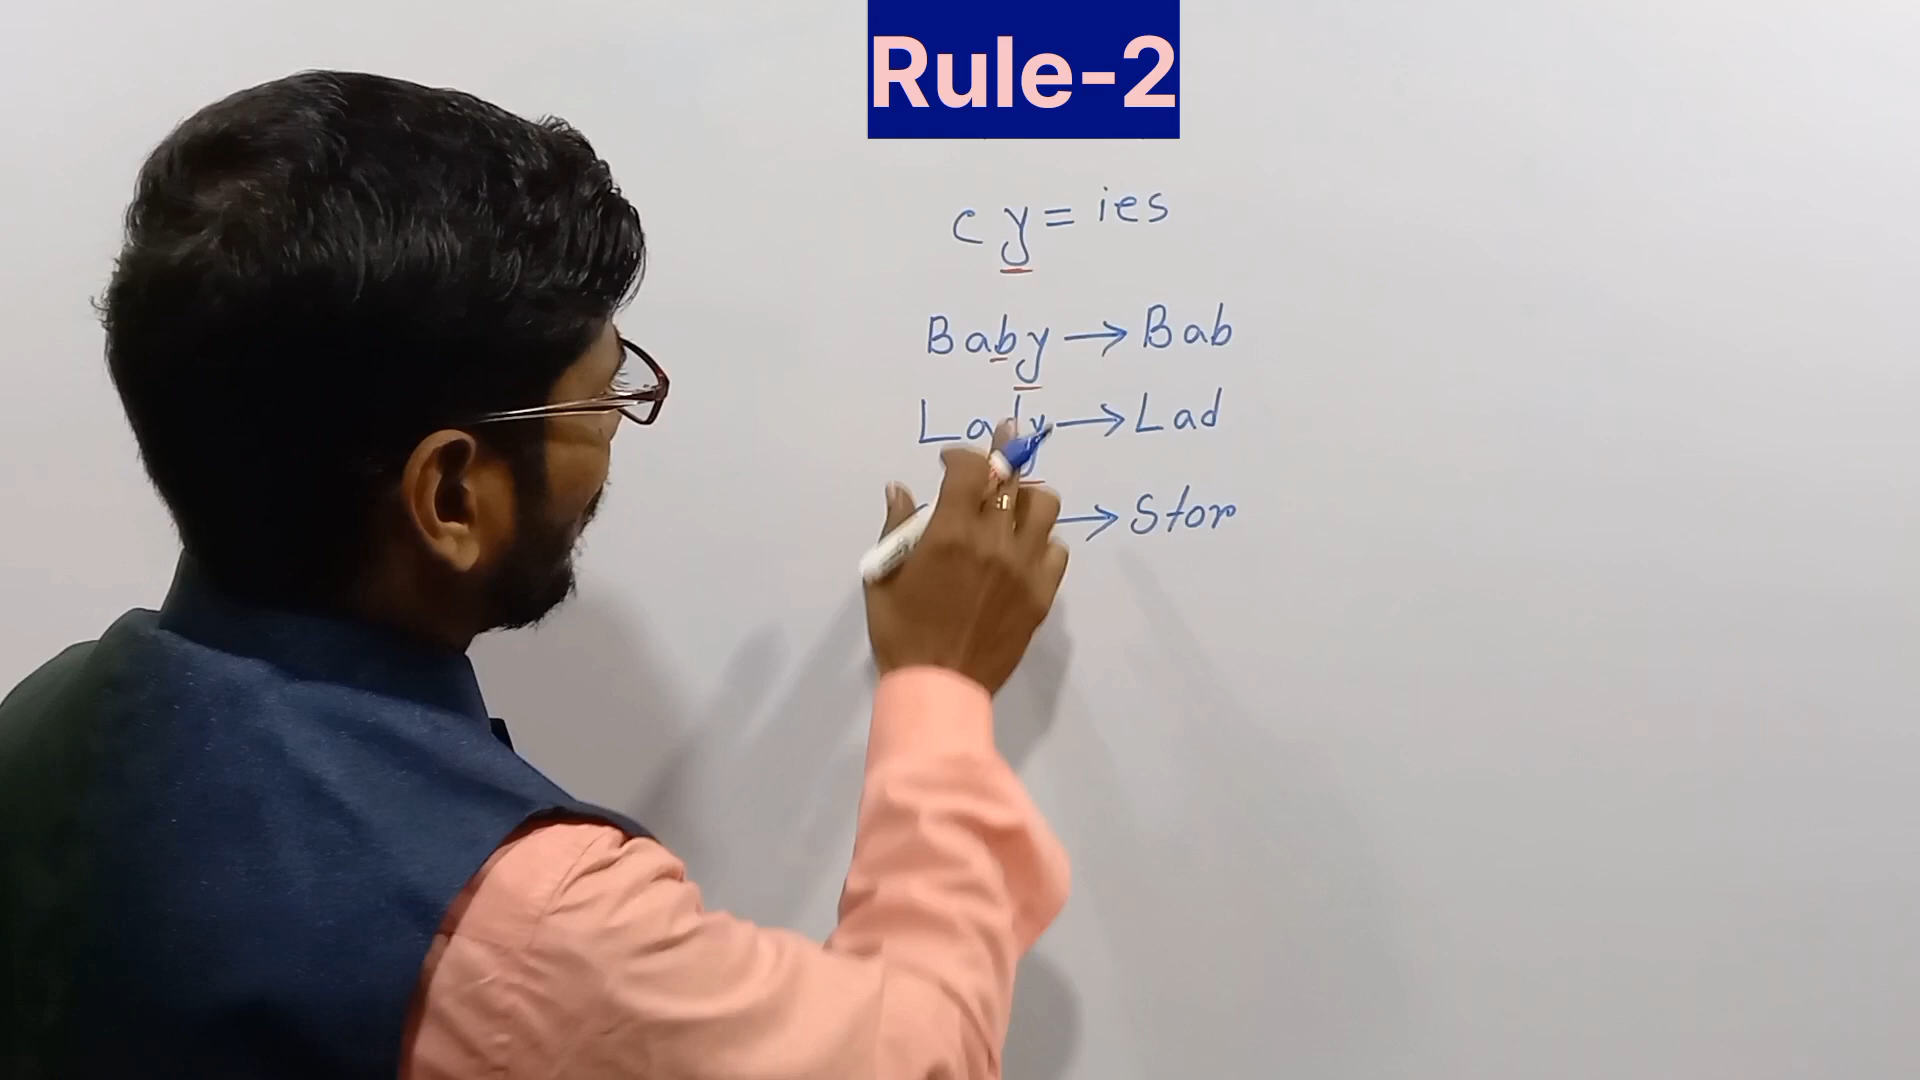 Rule-2
c y = ies
Baby → Bab
Lady → Lad
→ Stor